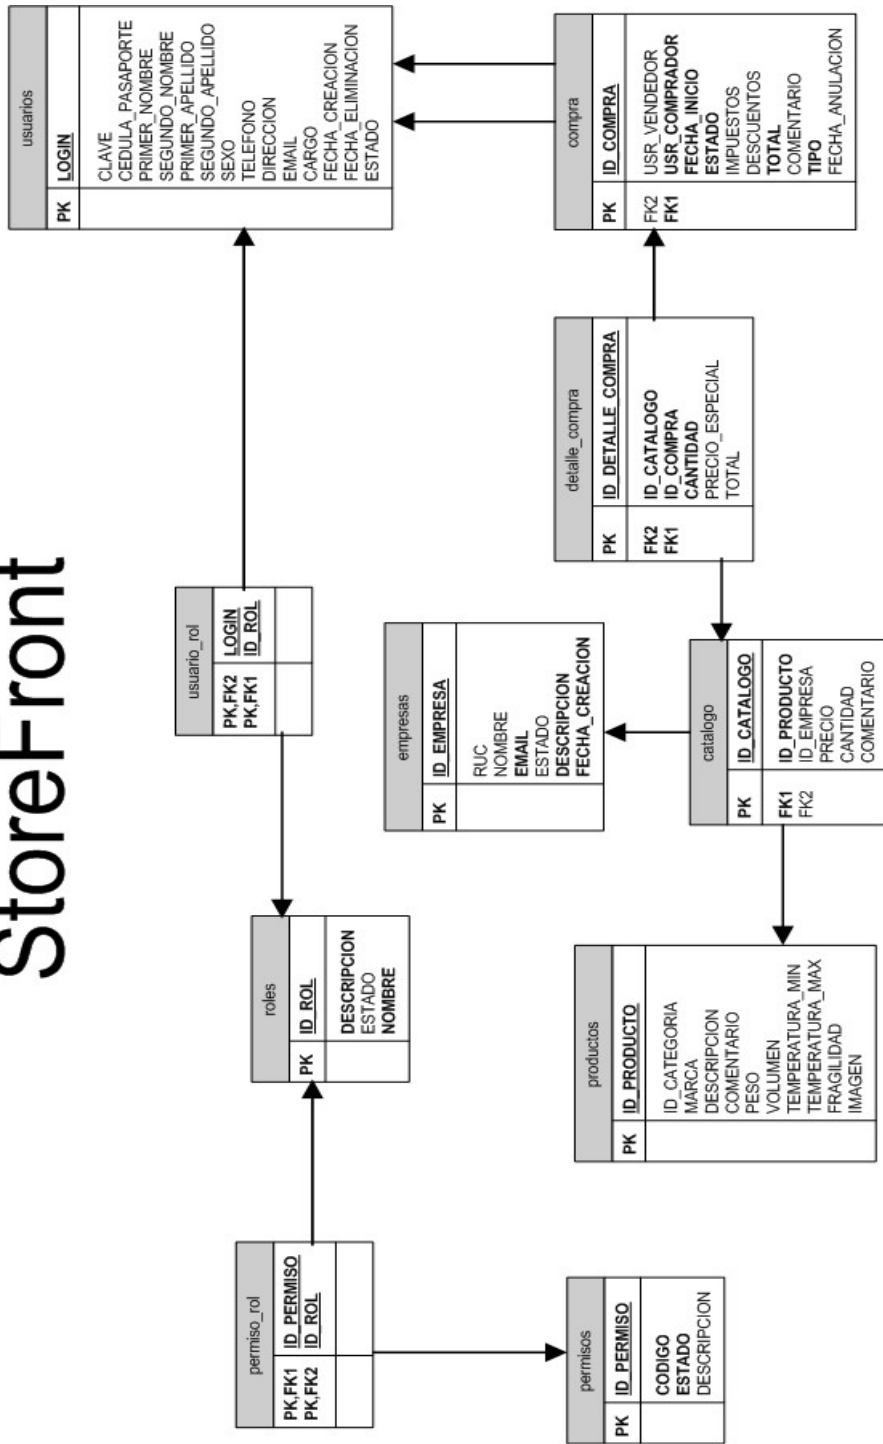 StoreFront
usuarios
PK LOGIN
CLAVE
CEDULA_PASAPORTE
PRIMER_NOMBRE
SEGUNDO_NOMBRE
PRIMER_APELLIDO
SEGUNDO_APELLIDO
SEXO
TELEFONO
DIRECCION
EMAIL
CARGO
FECHA_CREACION
FECHA_ELIMINACION
ESTADO
compra
PK ID_COMPRA
FK2 USR_VENDEDOR
FK1 USR_COMPRADOR
FECHA_INICIO
ESTADO
IMPUESTOS
DESCUENTOS
TOTAL
COMENTARIO
TIPO
FECHA_ANULACION
usuario_rol
PK,FK2 LOGIN
PK,FK1 ID_ROL
detalle_compra
PK ID_DETALLE_COMPRA
FK2 ID_CATALOGO
FK1 ID_COMPRA
CANTIDAD
PRECIO_ESPECIAL
TOTAL
empresas
PK ID_EMPRESA
RUC
NOMBRE
EMAIL
ESTADO
DESCRIPCION
FECHA_CREACION
catalogo
PK ID_CATALOGO
FK1 ID_PRODUCTO
FK2 ID_EMPRESA
PRECIO
CANTIDAD
COMENTARIO
roles
PK ID_ROL
DESCRIPCION
ESTADO
NOMBRE
productos
PK ID_PRODUCTO
ID_CATEGORIA
MARCA
DESCRIPCION
COMENTARIO
PESO
VOLUMEN
TEMPERATURA_MIN
TEMPERATURA_MAX
FRAGILIDAD
IMAGEN
permiso_rol
PK,FK1 ID_PERMISO
PK,FK2 ID_ROL
permisos
PK ID_PERMISO
CODIGO
ESTADO
DESCRIPCION